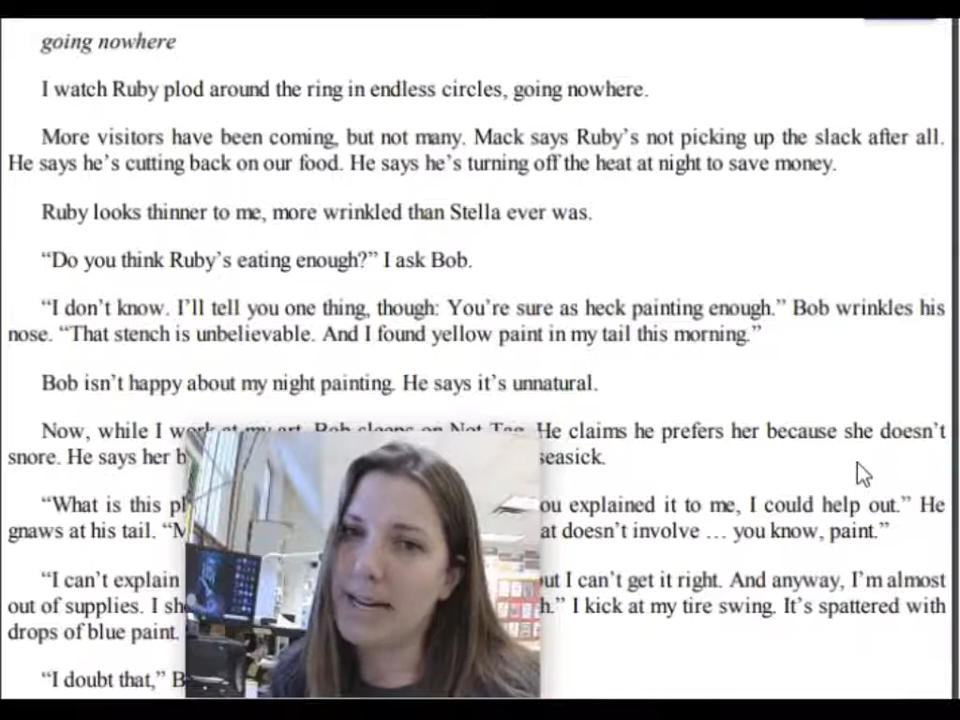 going nowhere
I watch Ruby plod around the ring in endless circles, going nowhere.
More visitors have been coming, but not many. Mack says Ruby’s not picking up the slack after all.
He says he’s cutting back on our food. He says he’s turning off the heat at night to save money.
Ruby looks thinner to me, more wrinkled than Stella ever was.
“Do you think Ruby’s eating enough?” I ask Bob.
“I don’t know. I’ll tell you one thing, though: You’re sure as heck painting enough.” Bob wrinkles his
nose. “That stench is unbelievable. And I found yellow paint in my tail this morning.”
Bob isn’t happy about my night painting. He says it’s unnatural.
Now, while I work at my art, Bob sleeps on Not-Tag. He claims he prefers her because she doesn’t
snore. He says her seasick.
“What is this explained it to me, I could help out.” He
gnaws at his tail. doesn’t involve … you know, paint.”
“I can’t explain I can’t get it right. And anyway, I’m almost
out of supplies. I I kick at my tire swing. It’s spattered with
drops of blue paint.
“I doubt that,”